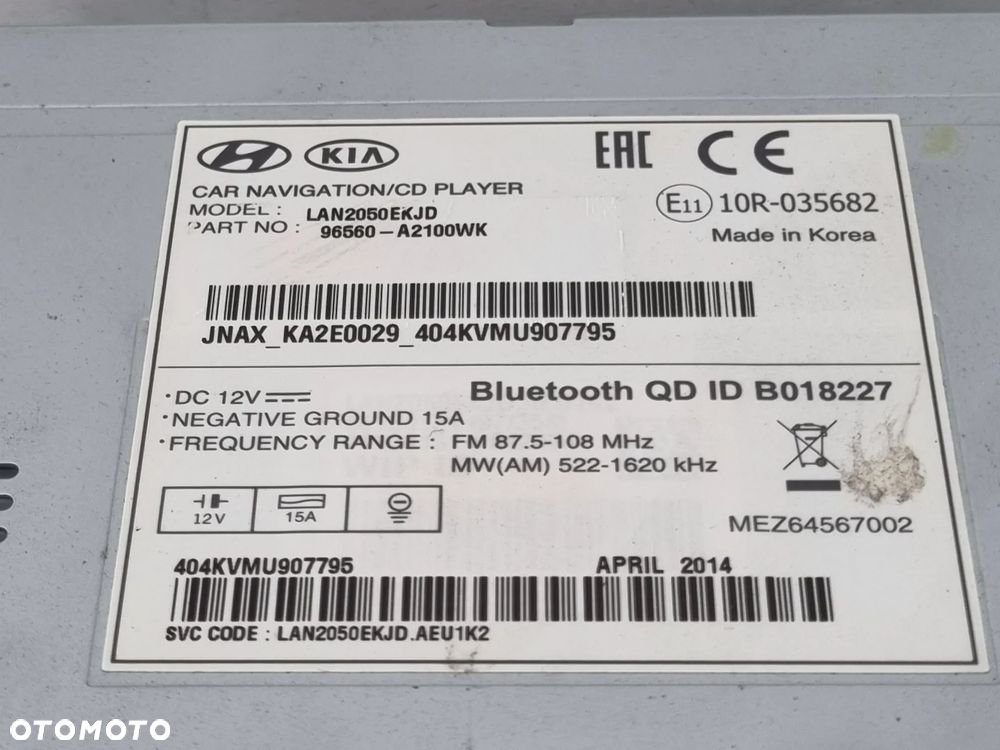 KIA
EAC CE
CAR NAVIGATION/CD PLAYER
MODEL : LAN2050EKJD
PART NO : 96560-A2100WK
E11 10R-035682
Made in Korea
JNAX_KA2E0029_404KVMU907795
·DC 12V
Bluetooth QD ID B018227
·NEGATIVE GROUND 15A
·FREQUENCY RANGE : FM 87.5-108 MHz
MW(AM) 522-1620 kHz
12V 15A
MEZ64567002
404KVMU907795 APRIL 2014
SVC CODE : LAN2050EKJD.AEU1K2
OTOMOTO